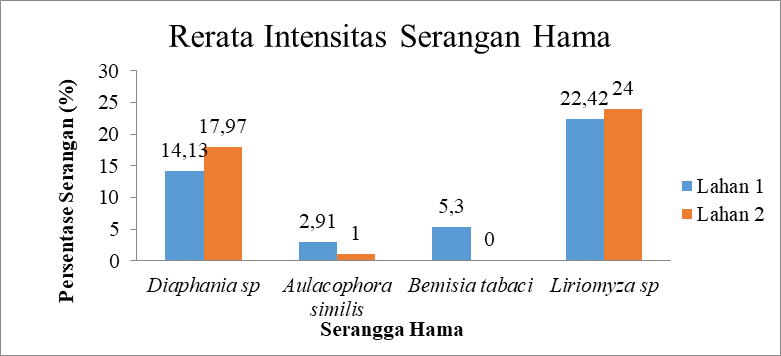 Rerata Intensitas Serangan Hama
Persentase Serangan (%)
30
25
20
15
10
5
0
14,13
17,97
2,91
1
5,3
0
22,42
24
Diaphania sp
Aulacophora
similis
Bemisia tabaci
Liriomyza sp
Serangga Hama
Lahan 1
Lahan 2